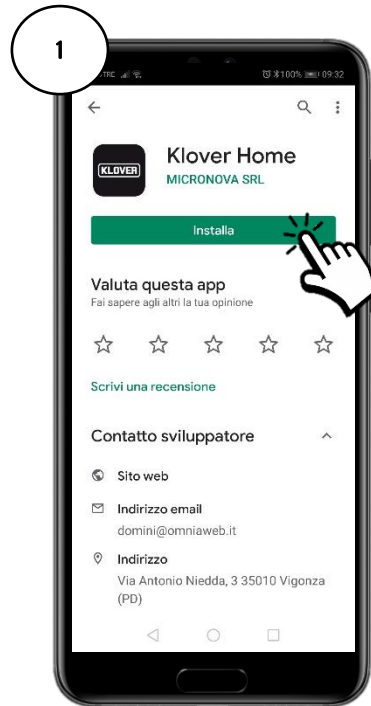 1
TRE 100% 09:32
KLOVER
Klover Home
MICRONOVA SRL
Installa
Valuta questa app
Fai sapere agli altri la tua opinione
Scrivi una recensione
Contatto sviluppatore
Sito web
Indirizzo email
domini@omniaweb.it
Indirizzo
Via Antonio Niedda, 3 35010 Vigonza
(PD)